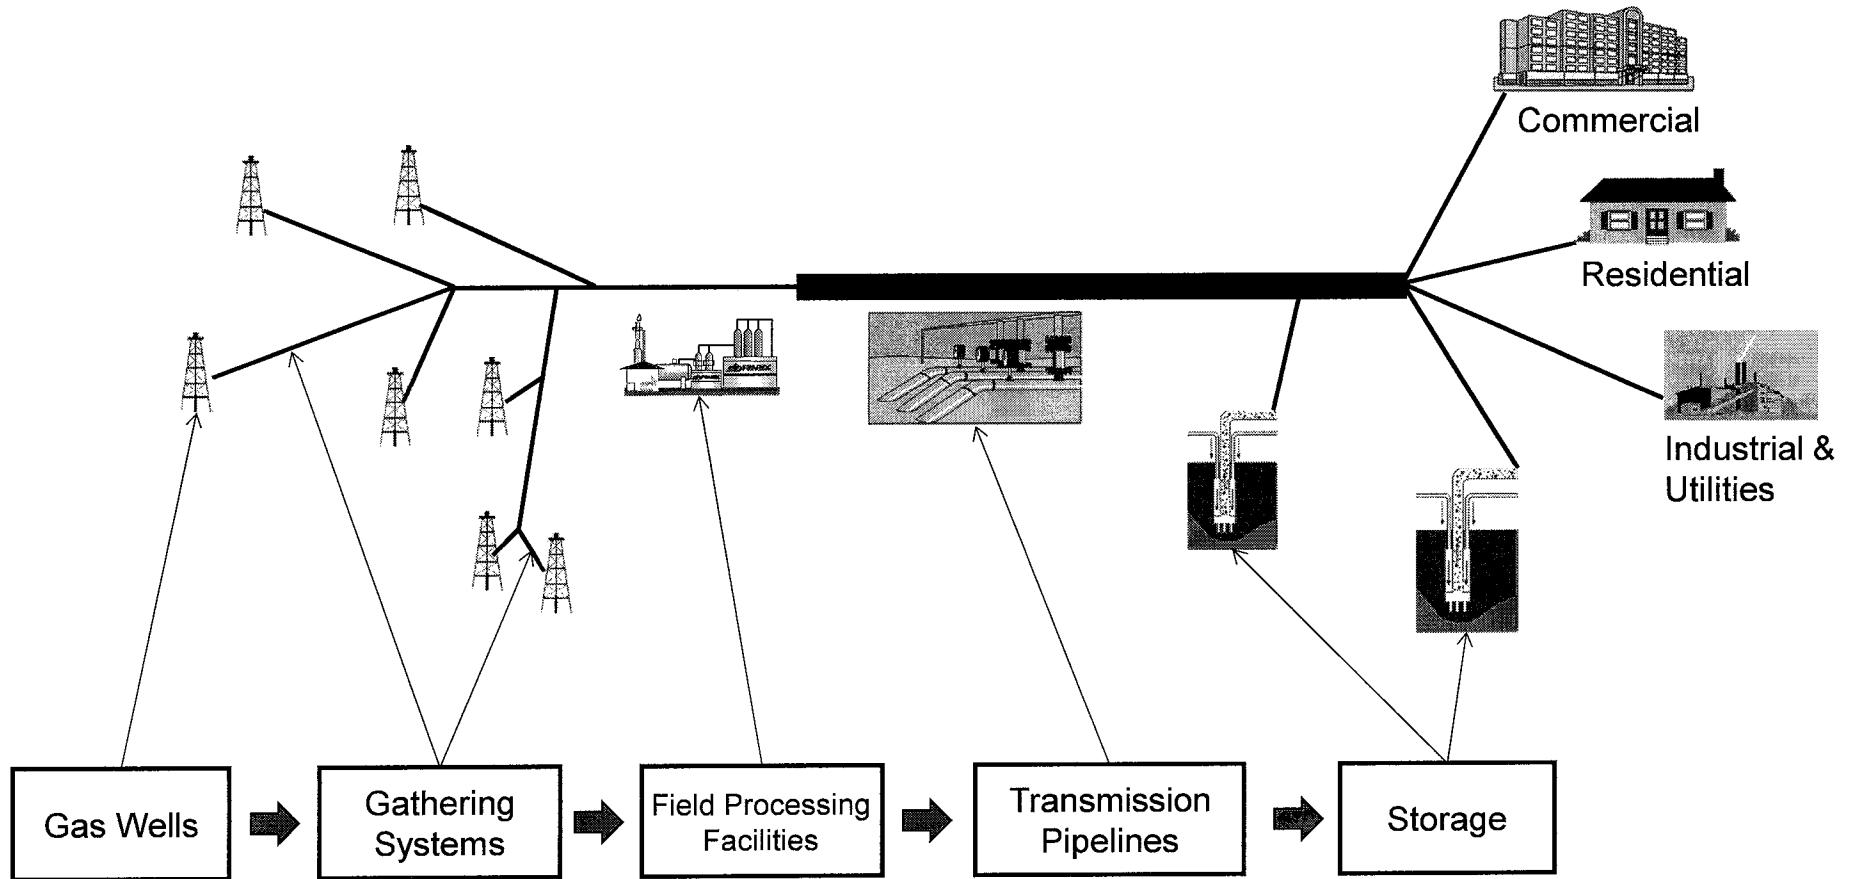 Commercial
Residential
Industrial &
Utilities
Gas Wells
Gathering
Systems
Field Processing
Facilities
Transmission
Pipelines
Storage